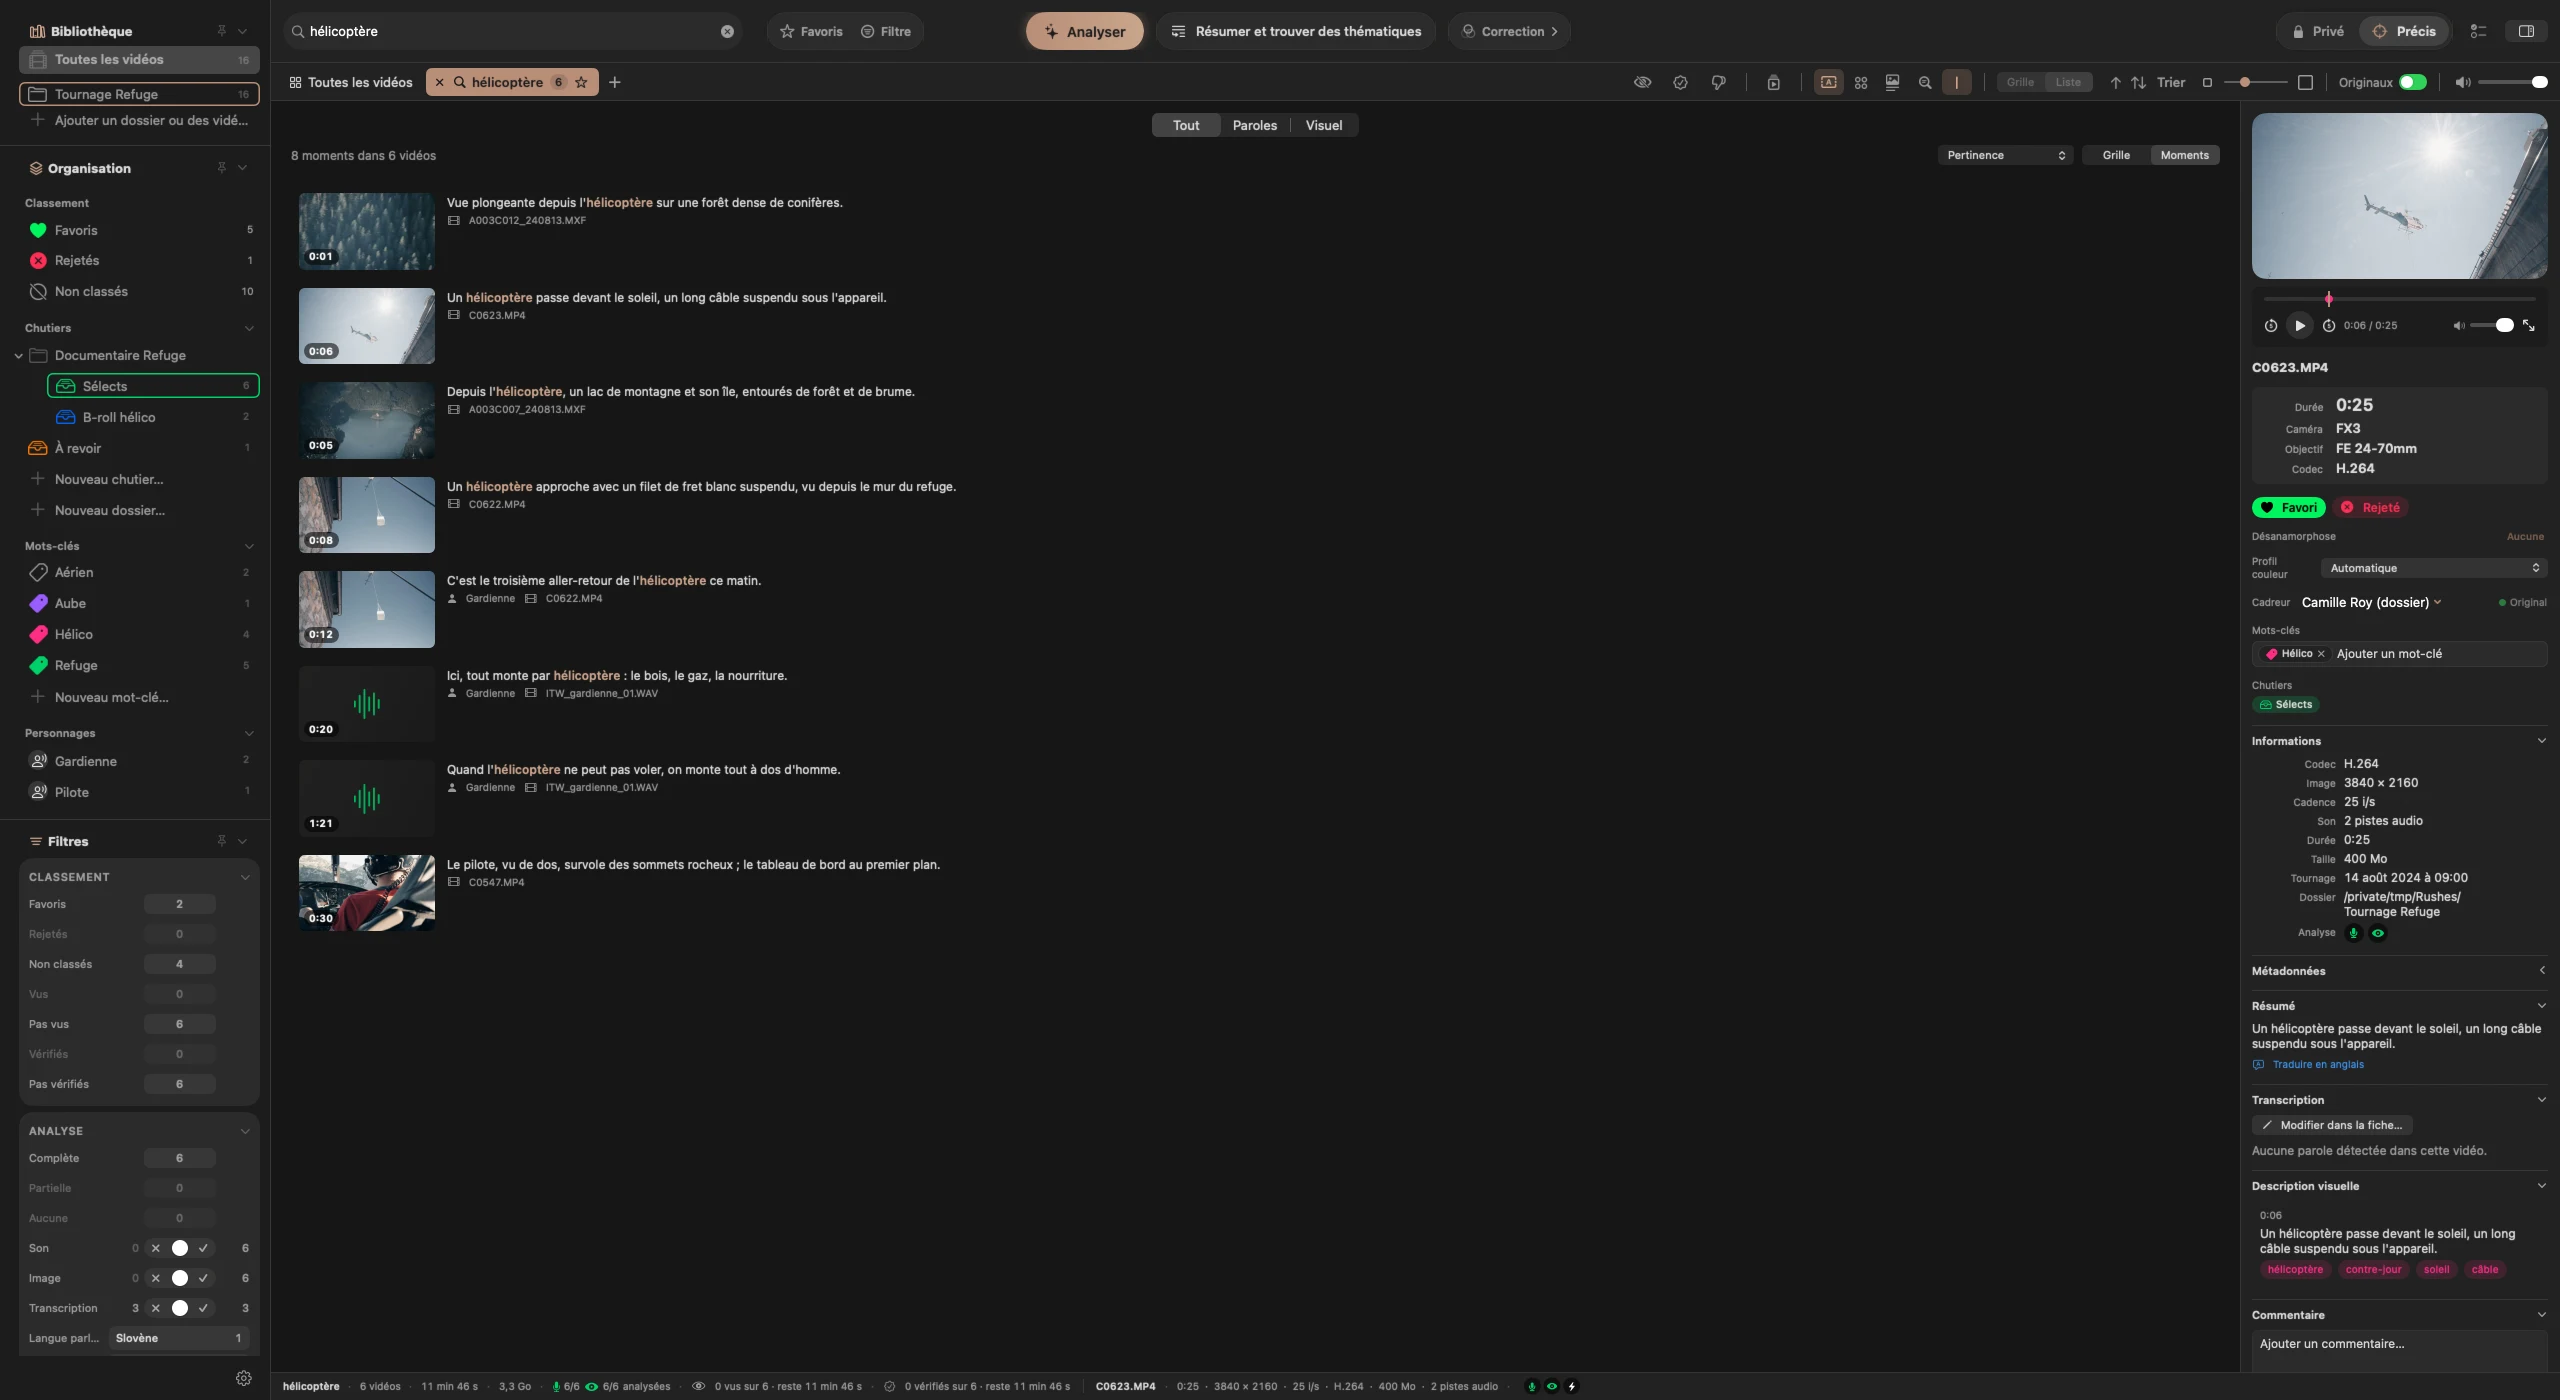 Bibliothèque
Toutes les vidéos 16
Tournage Refuge 16
Ajouter un dossier ou des vidé...
Organisation
Classement
Favoris 5
Rejetés 1
Non classés 10
Chutiers
Documentaire Refuge
Sélects 6
B-roll hélico 2
À revoir 1
Nouveau chutier...
Nouveau dossier...
Mots-clés
Aérien 2
Aube 1
Hélico 4
Refuge 5
Nouveau mot-clé...
Personnages
Gardienne 2
Pilote 1
Filtres
CLASSEMENT
Favoris 2
Rejetés 0
Non classés 4
Vus 0
Pas vus 6
Vérifiés 0
Pas vérifiés 6
ANALYSE
Complète 6
Partielle 0
Aucune 0
Son 0 6
Image 0 6
Transcription 3 3
Langue parl... Slovène 1
hélicoptère
Favoris Filtre
Analyser
Résumer et trouver des thématiques
Correction
Privé Précis
Toutes les vidéos hélicoptère 6
Grille Liste
Trier
Originaux
Tout Paroles Visuel
8 moments dans 6 vidéos
Pertinence
Grille Moments
0:01
Vue plongeante depuis l'hélicoptère sur une forêt dense de conifères.
A003C012_240813.MXF
0:06
Un hélicoptère passe devant le soleil, un long câble suspendu sous l'appareil.
C0623.MP4
0:05
Depuis l'hélicoptère, un lac de montagne et son île, entourés de forêt et de brume.
A003C007_240813.MXF
0:08
Un hélicoptère approche avec un filet de fret blanc suspendu, vu depuis le mur du refuge.
C0622.MP4
0:12
C'est le troisième aller-retour de l'hélicoptère ce matin.
Gardienne C0622.MP4
0:20
Ici, tout monte par hélicoptère : le bois, le gaz, la nourriture.
Gardienne ITW_gardienne_01.WAV
1:21
Quand l'hélicoptère ne peut pas voler, on monte tout à dos d'homme.
Gardienne ITW_gardienne_01.WAV
0:30
Le pilote, vu de dos, survole des sommets rocheux ; le tableau de bord au premier plan.
C0547.MP4
0:06 / 0:25
C0623.MP4
Durée 0:25
Caméra FX3
Objectif FE 24-70mm
Codec H.264
Favori Rejeté
Désanamorphose Aucune
Profil couleur Automatique
Cadreur Camille Roy (dossier) Original
Mots-clés
Hélico Ajouter un mot-clé
Chutiers
Sélects
Informations
Codec H.264
Image 3840 × 2160
Cadence 25 i/s
Son 2 pistes audio
Durée 0:25
Taille 400 Mo
Tournage 14 août 2024 à 09:00
Dossier /private/tmp/Rushes/
Tournage Refuge
Analyse
Métadonnées
Résumé
Un hélicoptère passe devant le soleil, un long câble
suspendu sous l'appareil.
Traduire en anglais
Transcription
Modifier dans la fiche...
Aucune parole détectée dans cette vidéo.
Description visuelle
0:06
Un hélicoptère passe devant le soleil, un long
câble suspendu sous l'appareil.
hélicoptère contre-jour soleil câble
Commentaire
Ajouter un commentaire...
hélicoptère · 6 vidéos · 11 min 46 s · 3,3 Go · 6/6 6/6 analysées · 0 vus sur 6 · reste 11 min 46 s · 0 vérifiés sur 6 · reste 11 min 46 s
C0623.MP4 · 0:25 · 3840 × 2160 · 25 i/s · H.264 · 400 Mo · 2 pistes audio